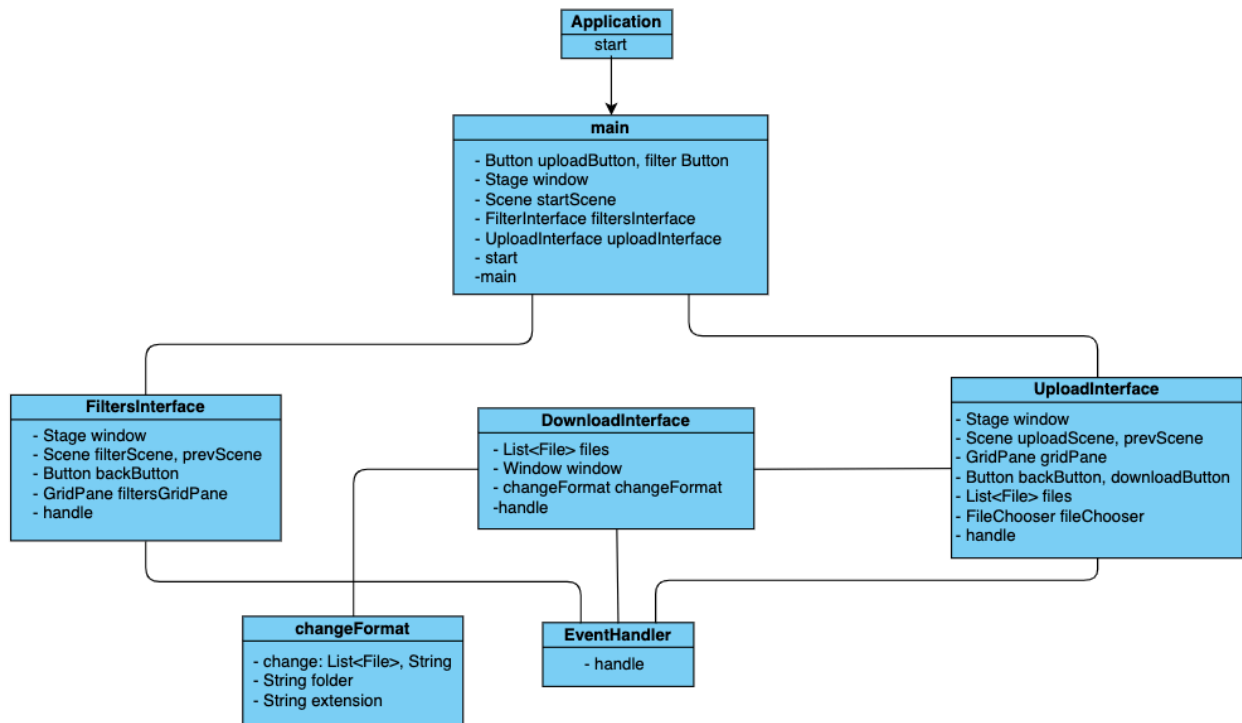 Application
start
main
- Button uploadButton, filter Button
- Stage window
- Scene startScene
- FilterInterface filtersInterface
- UploadInterface uploadInterface
- start
-main
FiltersInterface
- Stage window
- Scene filterScene, prevScene
- Button backButton
- GridPane filtersGridPane
- handle
DownloadInterface
- List<File> files
- Window window
- changeFormat changeFormat
-handle
UploadInterface
- Stage window
- Scene uploadScene, prevScene
- GridPane gridPane
- Button backButton, downloadButton
- List<File> files
- FileChooser fileChooser
- handle
changeFormat
- change: List<File>, String
- String folder
- String extension
EventHandler
- handle